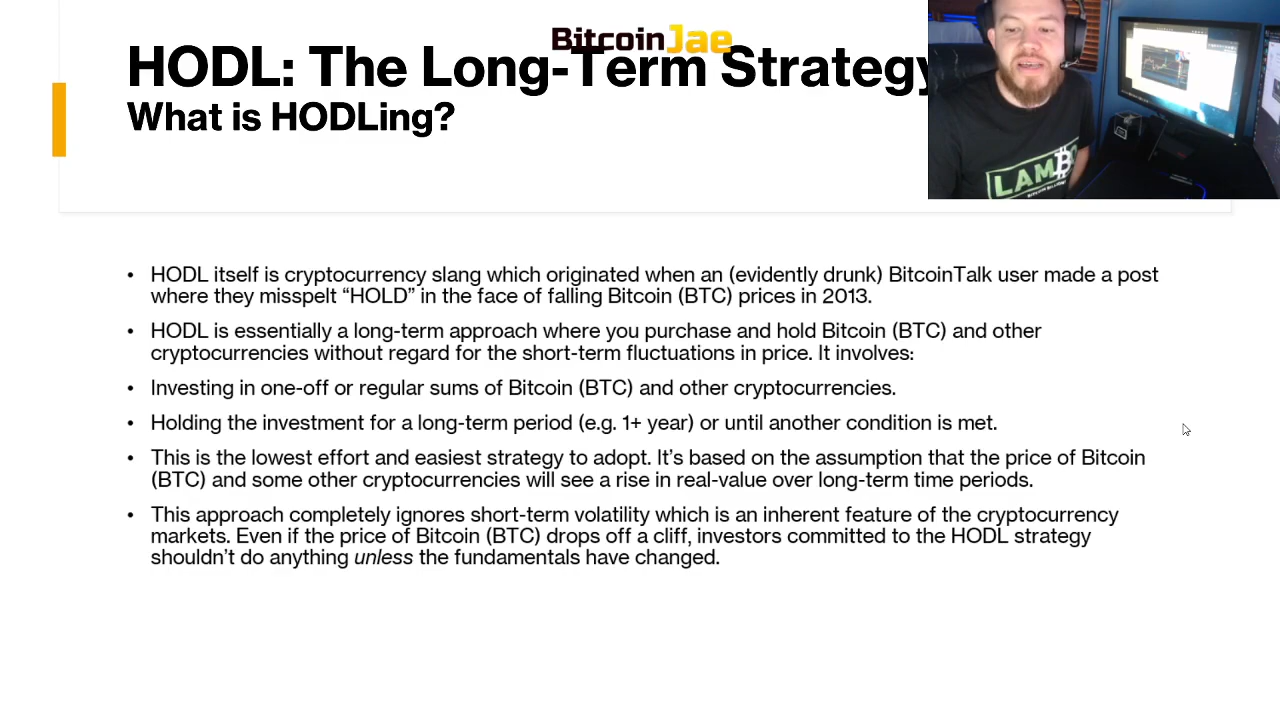 BitcoinJae
HODL: The Long-Term Strategy
What is HODLing?
LAMBO
• HODL itself is cryptocurrency slang which originated when an (evidently drunk) BitcoinTalk user made a post
where they misspelt “HOLD” in the face of falling Bitcoin (BTC) prices in 2013.
• HODL is essentially a long-term approach where you purchase and hold Bitcoin (BTC) and other
cryptocurrencies without regard for the short-term fluctuations in price. It involves:
• Investing in one-off or regular sums of Bitcoin (BTC) and other cryptocurrencies.
• Holding the investment for a long-term period (e.g. 1+ year) or until another condition is met.
• This is the lowest effort and easiest strategy to adopt. It’s based on the assumption that the price of Bitcoin
(BTC) and some other cryptocurrencies will see a rise in real-value over long-term time periods.
• This approach completely ignores short-term volatility which is an inherent feature of the cryptocurrency
markets. Even if the price of Bitcoin (BTC) drops off a cliff, investors committed to the HODL strategy
shouldn’t do anything unless the fundamentals have changed.